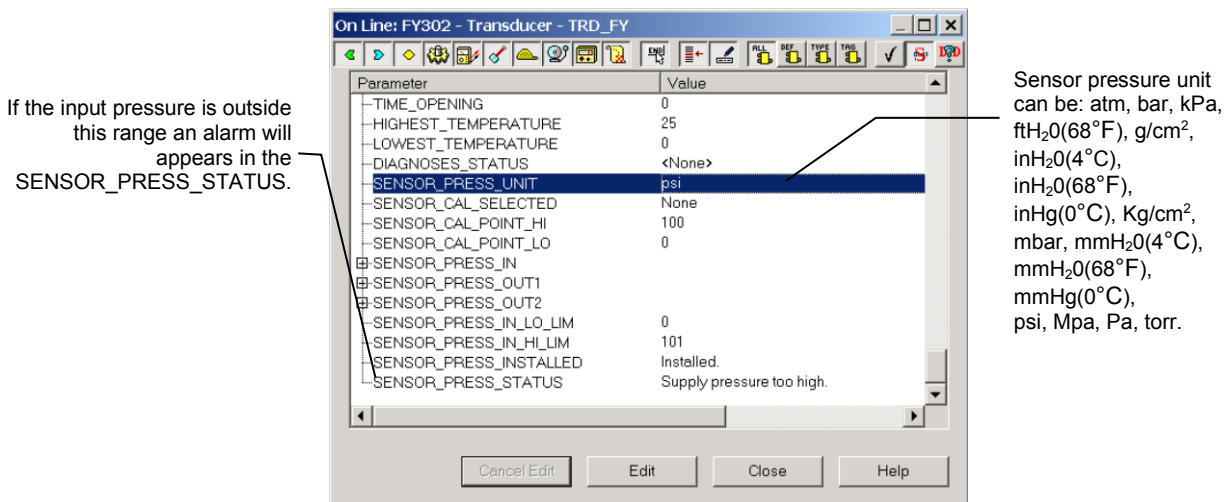 On Line: FY302 - Transducer - TRD_FY
ALL DEF TYPE TAG
Parameter Value
TIME_OPENING 0
HIGHEST_TEMPERATURE 25
LOWEST_TEMPERATURE 0
DIAGNOSES_STATUS <None>
SENSOR_PRESS_UNIT psi
SENSOR_CAL_SELECTED None
SENSOR_CAL_POINT_HI 100
SENSOR_CAL_POINT_LO 0
SENSOR_PRESS_IN
SENSOR_PRESS_OUT1
SENSOR_PRESS_OUT2
SENSOR_PRESS_IN_LO_LIM 0
SENSOR_PRESS_IN_HI_LIM 101
SENSOR_PRESS_INSTALLED Installed.
SENSOR_PRESS_STATUS Supply pressure too high.
Cancel Edit Edit Close Help
If the input pressure is outside
this range an alarm will
appears in the
SENSOR_PRESS_STATUS.
Sensor pressure unit
can be: atm, bar, kPa,
ftH₂0(68°F), g/cm²,
inH₂0(4°C),
inH₂0(68°F),
inHg(0°C), Kg/cm²,
mbar, mmH₂0(4°C),
mmH₂0(68°F),
mmHg(0°C),
psi, Mpa, Pa, torr.